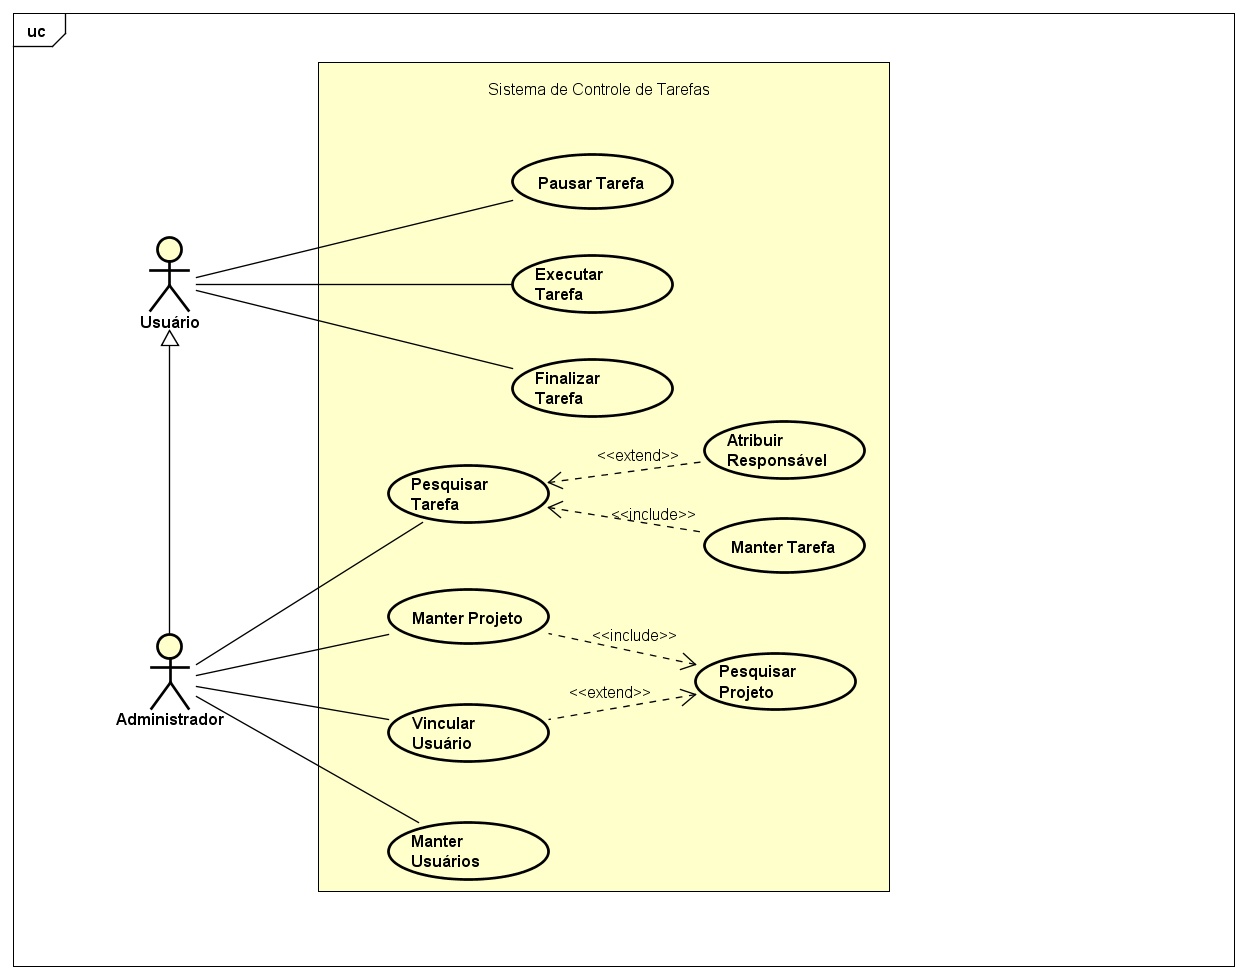 uc
Sistema de Controle de Tarefas
Pausar Tarefa
Executar
Tarefa
Usuário
Finalizar
Tarefa
Atribuir
Responsável
<<extend>>
Pesquisar
Tarefa
<<include>>
Manter Tarefa
Manter Projeto
<<include>>
Pesquisar
Projeto
<<extend>>
Administrador
Vincular
Usuário
Manter
Usuários